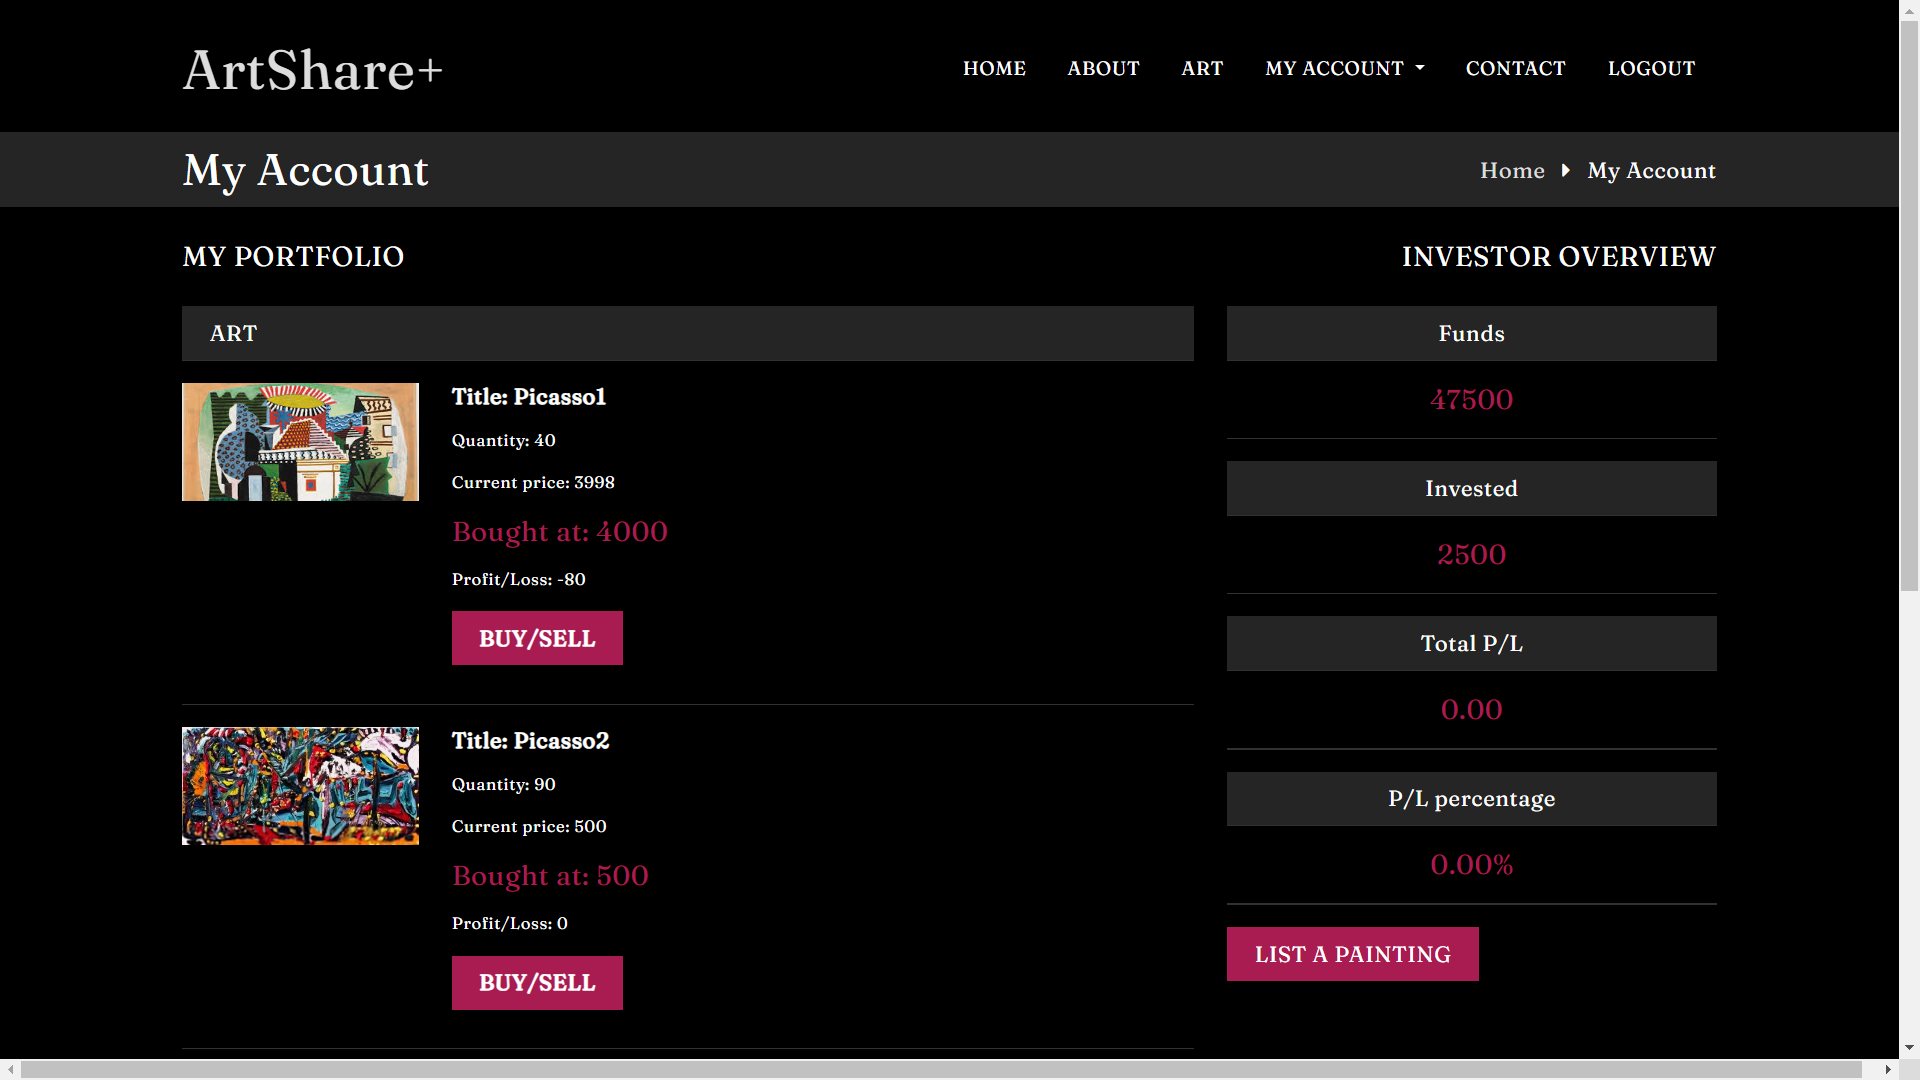 ArtShare+
HOME ABOUT ART MY ACCOUNT CONTACT LOGOUT
My Account
Home My Account
MY PORTFOLIO
ART
Title: Picasso1
Quantity: 40
Current price: 3998
Bought at: 4000
Profit/Loss: -80
BUY/SELL
Title: Picasso2
Quantity: 90
Current price: 500
Bought at: 500
Profit/Loss: 0
BUY/SELL
INVESTOR OVERVIEW
Funds
47500
Invested
2500
Total P/L
0.00
P/L percentage
0.00%
LIST A PAINTING